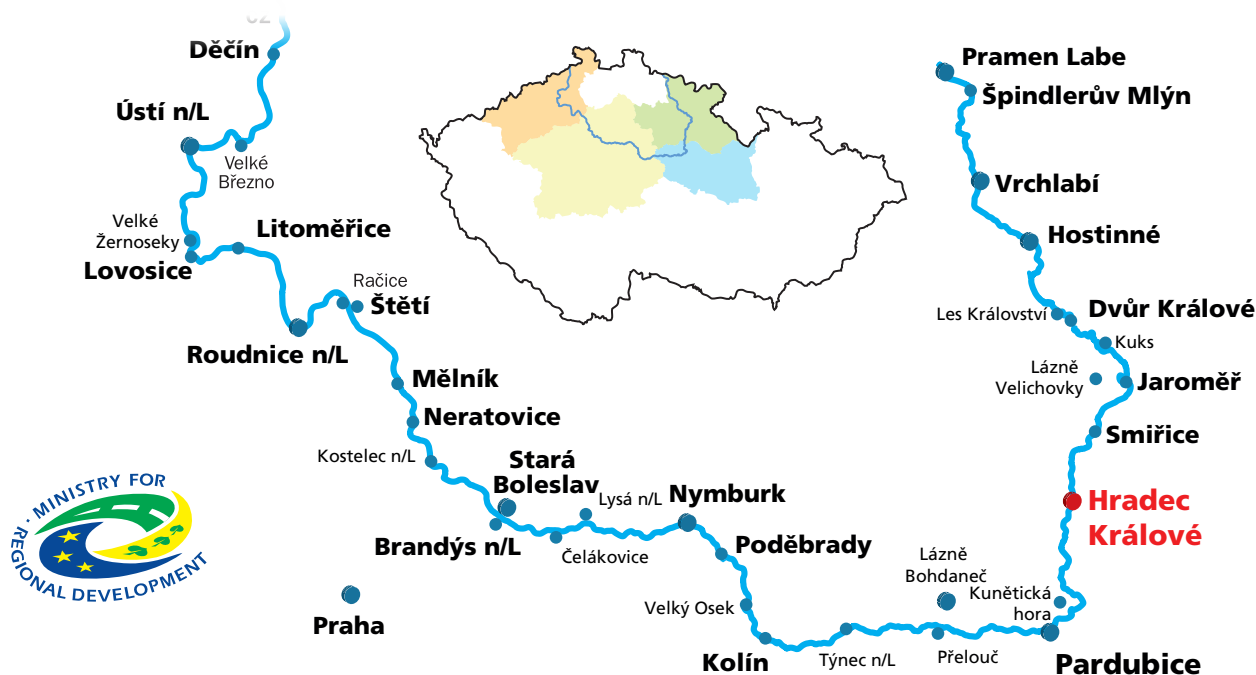 Děčín
Ústí n/L
Velké
Březno
Velké
Žernoseky
Lovosice
Litoměřice
Račice
Štětí
Roudnice n/L
Mělník
Neratovice
Kostelec n/L
Stará
Boleslav
Brandýs n/L
Lysá n/L
Čelákovice
Nymburk
Poděbrady
Praha
Velký Osek
Kolín
Týnec n/L
Přelouč
Lázně
Bohdaneč
Kunětická
hora
Pardubice
Hradec
Králové
Smiřice
Jaroměř
Lázně
Velichovky
Kuks
Dvůr Králové
Les Království
Hostinné
Vrchlabí
Špindlerův Mlýn
Pramen Labe
· MINISTRY FOR ·
REGIONAL DEVELOPMENT